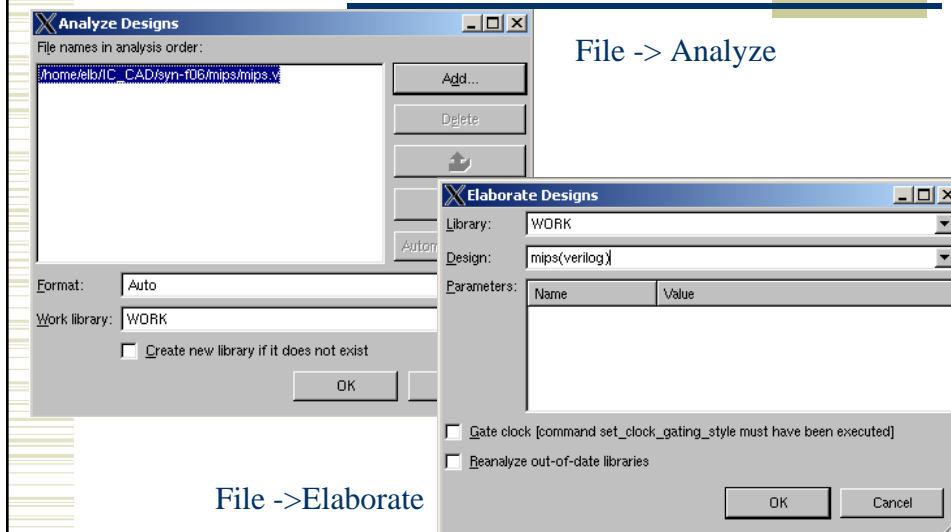 Analyze Designs
File names in analysis order:
/home/elb/IC_CAD/syn-f06/mips/mips.v
Add...
Delete
Format: Auto
Work library: WORK
Create new library if it does not exist
OK
File -> Analyze
Elaborate Designs
Library: WORK
Design: mips(verilog)
Parameters: Name Value
Gate clock [command set_clock_gating_style must have been executed]
Reanalyze out-of-date libraries
OK Cancel
File ->Elaborate